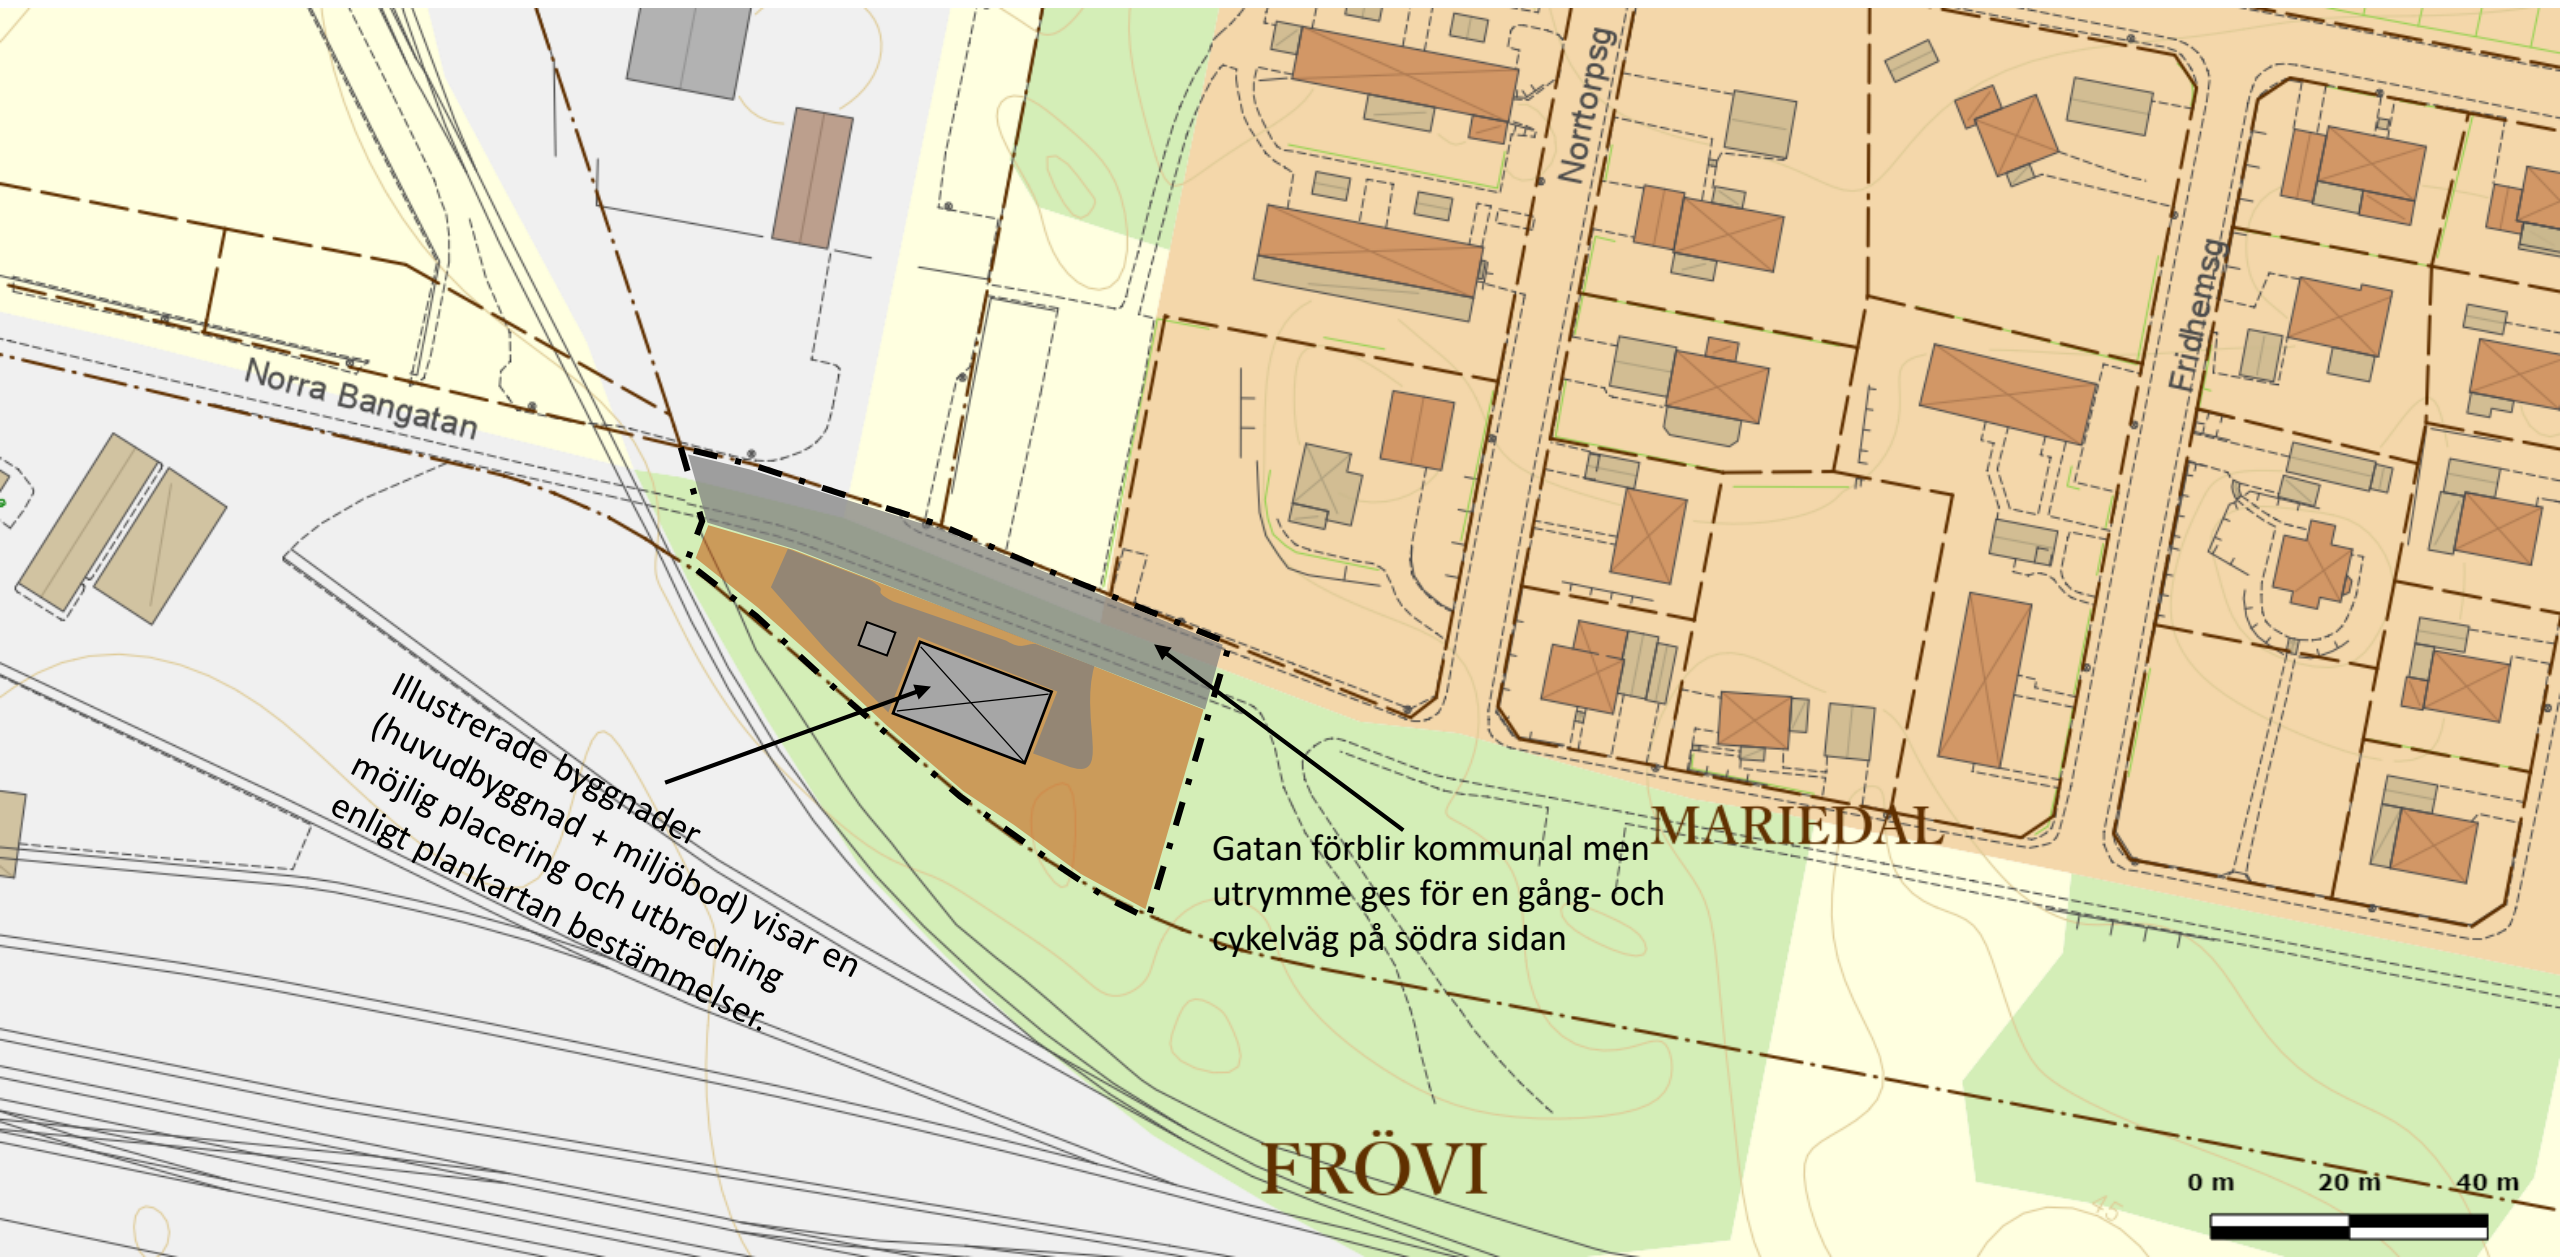 Norrtorpsg
Fridhemsg
Norra Bangatan
Illustrerade byggnader
(huvudbyggnad + miljöbod) visar en
möjlig placering och utbredning
enligt plankartan bestämmelser.
MARIEDAL
Gatan förblir kommunal men
utrymme ges för en gång- och
cykelväg på södra sidan
FRÖVI
0 m 20 m 40 m
45